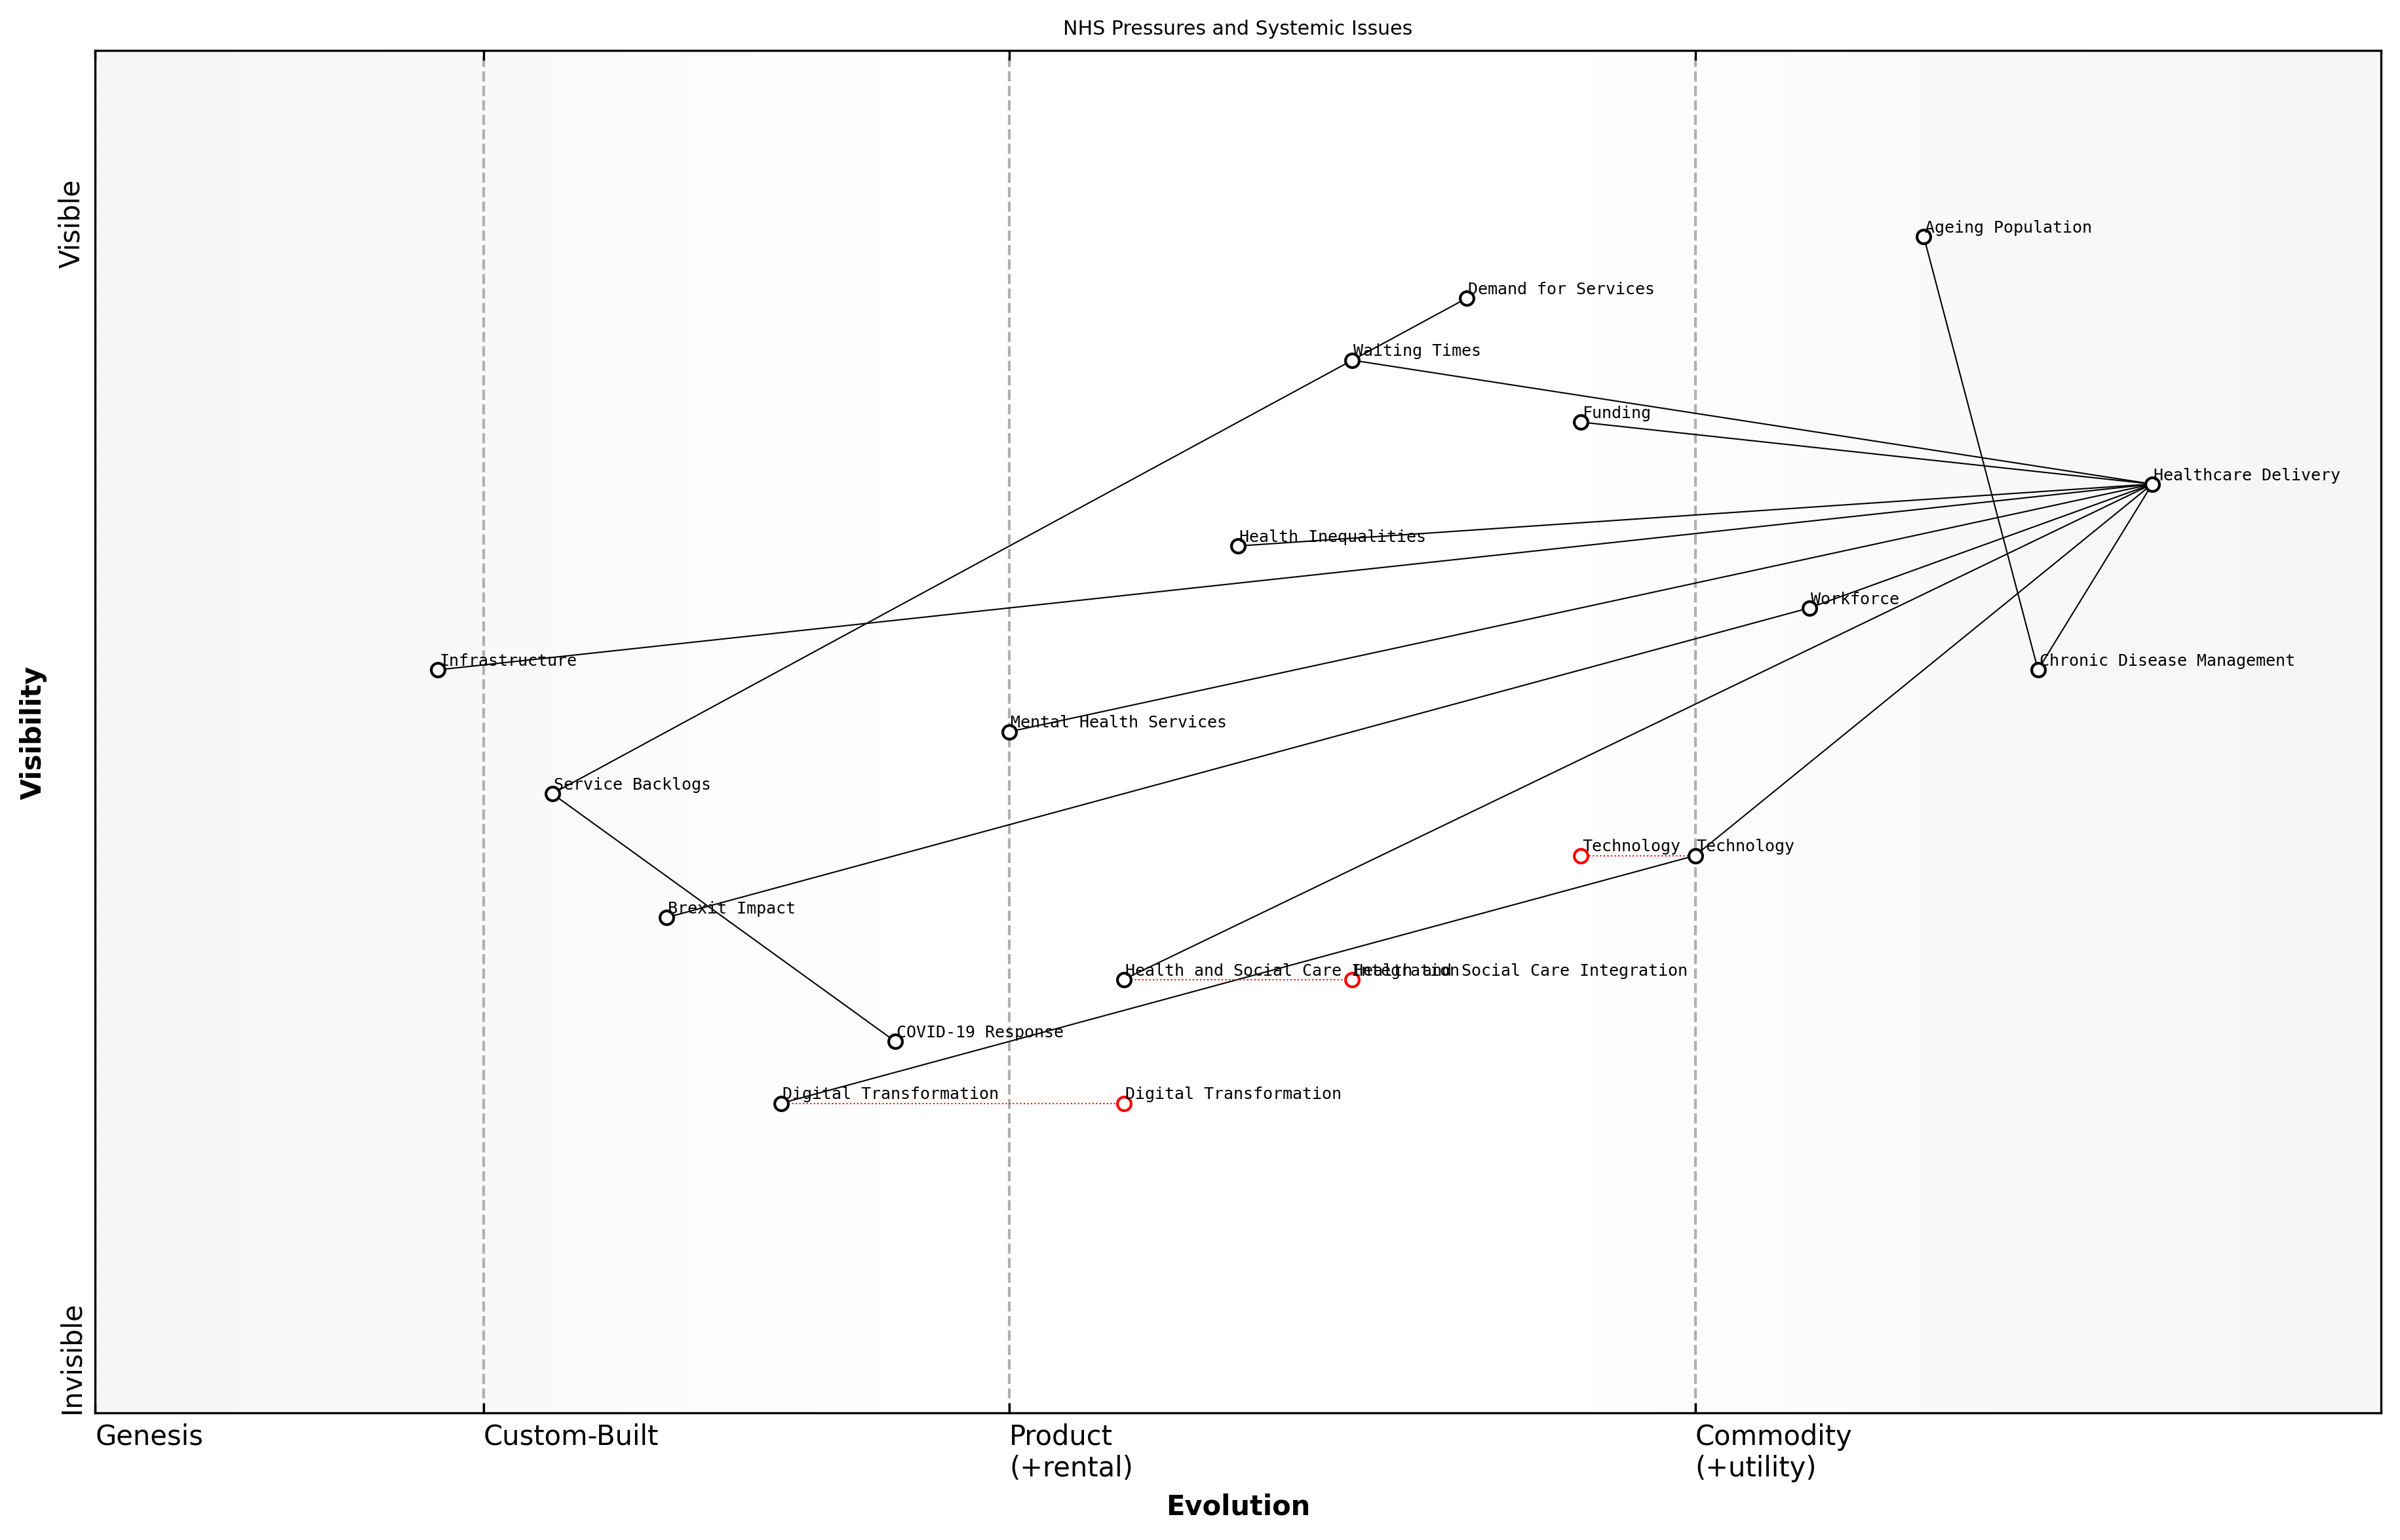 NHS Pressures and Systemic Issues
Visible
Ageing Population
Demand for Services
Waiting Times
Funding
Healthcare Delivery
Health Inequalities
Workforce
Infrastructure
Chronic Disease Management
Mental Health Services
Visibility
Service Backlogs
Technology
Technology
Brexit Impact
Health and Social Care Integration
Health and Social Care Integration
COVID-19 Response
Digital Transformation
Digital Transformation
Invisible
Genesis
Custom-Built
Product
(+rental)
Commodity
(+utility)
Evolution